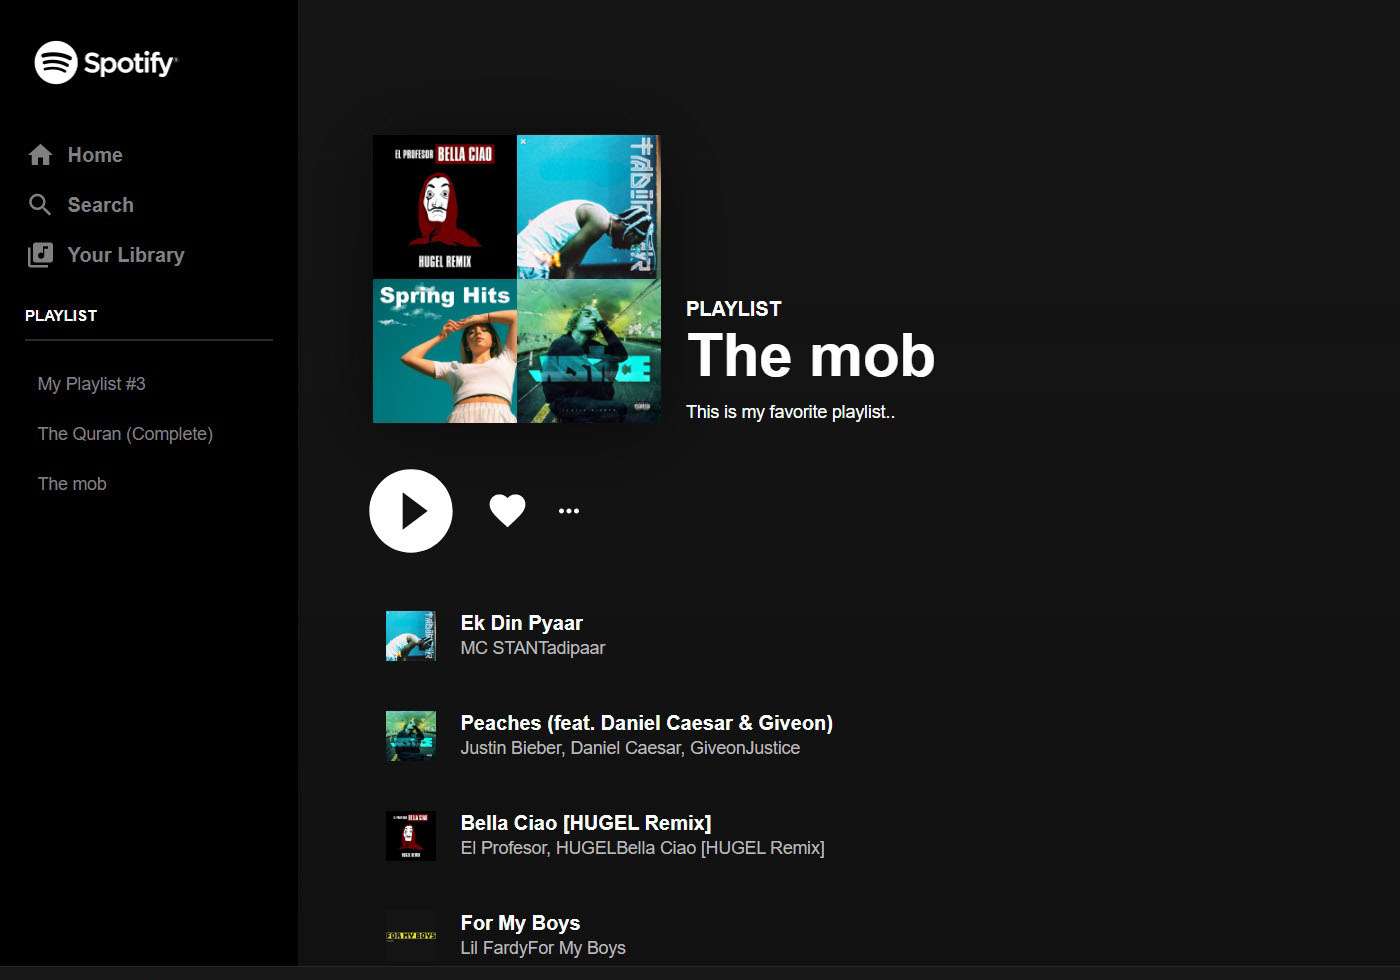 Spotify
Home
Search
Your Library
PLAYLIST
My Playlist #3
The Quran (Complete)
The mob
EL PROFESOR BELLA CIAO
HUGEL REMIX
Spring Hits
JUSTICE
PLAYLIST
The mob
This is my favorite playlist..
Ek Din Pyaar
MC STANTadipaar
Peaches (feat. Daniel Caesar & Giveon)
Justin Bieber, Daniel Caesar, GiveonJustice
Bella Ciao [HUGEL Remix]
El Profesor, HUGELBella Ciao [HUGEL Remix]
FOR MY BOYS
For My Boys
Lil FardyFor My Boys